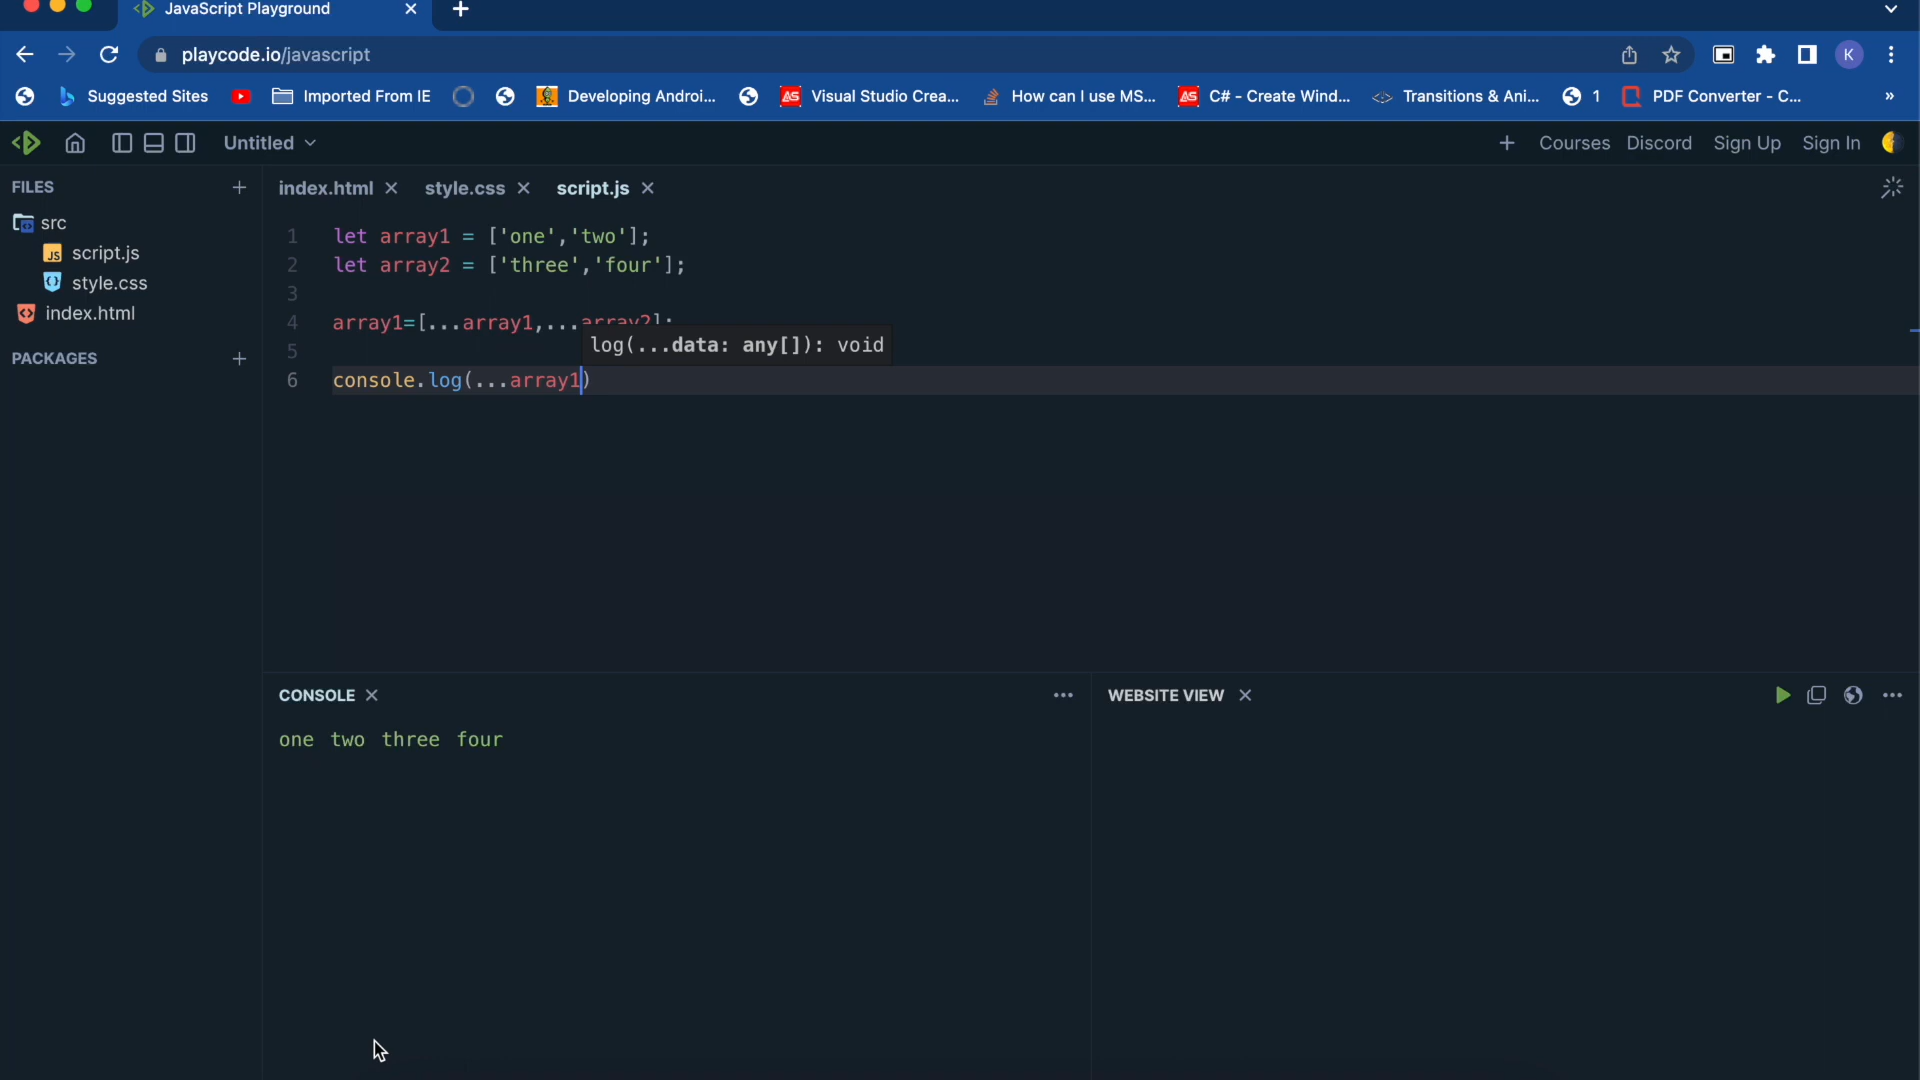 JavaScript Playground
playcode.io/javascript
K
Suggested Sites
Imported From IE
Developing Androi...
Visual Studio Crea...
How can I use MS...
C# - Create Wind...
Transitions & Ani...
1
PDF Converter - C...
»
Untitled
Courses
Discord
Sign Up
Sign In
FILES
src
script.js
style.css
index.html
PACKAGES
index.html
style.css
script.js
1 let array1 = ['one','two'];
2 let array2 = ['three','four'];
3
4 array1=[...array1,...array2];
5
log(...data: any[]): void
6 console.log(...array1)
CONSOLE
one two three four
WEBSITE VIEW